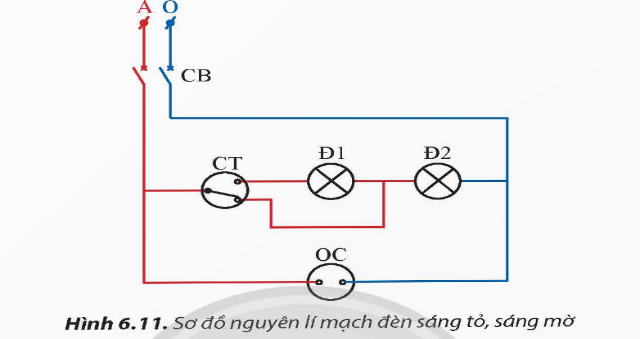 A O
CB
CT Đ1 Đ2
OC
Hình 6.11. Sơ đồ nguyên lí mạch đèn sáng tỏ, sáng mờ